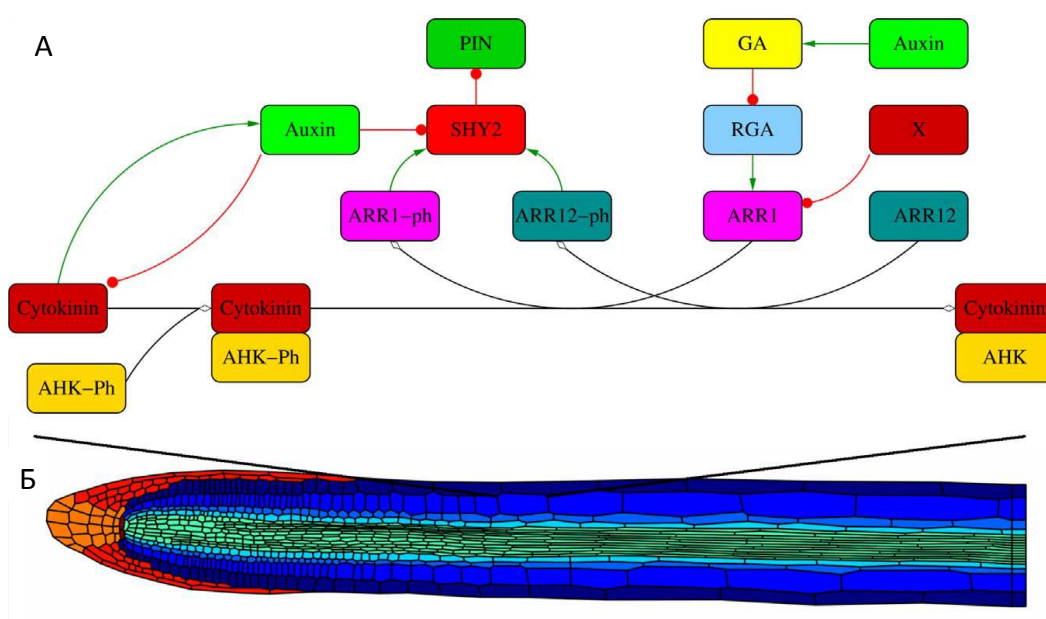 А
PIN
GA
Auxin
Auxin
SHY2
RGA
X
ARR1–ph
ARR12–ph
ARR1
ARR12
Cytokinin
Cytokinin
Cytokinin
AHK–Ph
AHK
AHK–Ph
Б